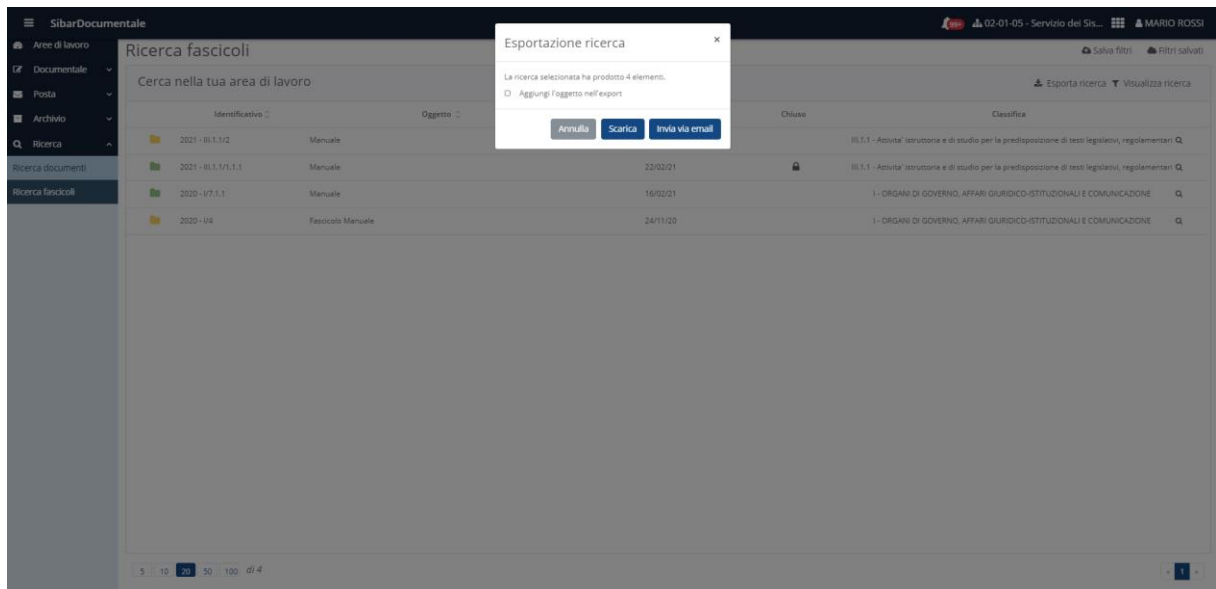 SibarDocumentale
99+
02-01-05 - Servizio dei Sis...
MARIO ROSSI
Aree di lavoro
Documentale
Posta
Archivio
Ricerca
Ricerca documenti
Ricerca fascicoli
Ricerca fascicoli
Salva filtri
Filtri salvati
Cerca nella tua area di lavoro
Esporta ricerca
Visualizza ricerca
Esportazione ricerca
×
La ricerca selezionata ha prodotto 4 elementi.
Aggiungi l'oggetto nell'export
Annulla
Scarica
Invia via email
Identificativo
Oggetto
Chiuso
Classifica
2021 - III.1.1/2
Manuale
III.1.1 - Attivita' istruttoria e di studio per la predisposizione di testi legislativi, regolamentari
2021 - III.1.1/1.1.1
Manuale
22/02/21
III.1.1 - Attivita' istruttoria e di studio per la predisposizione di testi legislativi, regolamentari
2020 - I/7.1.1
Manuale
16/02/21
I - ORGANI DI GOVERNO, AFFARI GIURIDICO-ISTITUZIONALI E COMUNICAZIONE
2020 - I/4
Fascicolo Manuale
24/11/20
I - ORGANI DI GOVERNO, AFFARI GIURIDICO-ISTITUZIONALI E COMUNICAZIONE
5 10 20 50 100 di 4
« 1 »